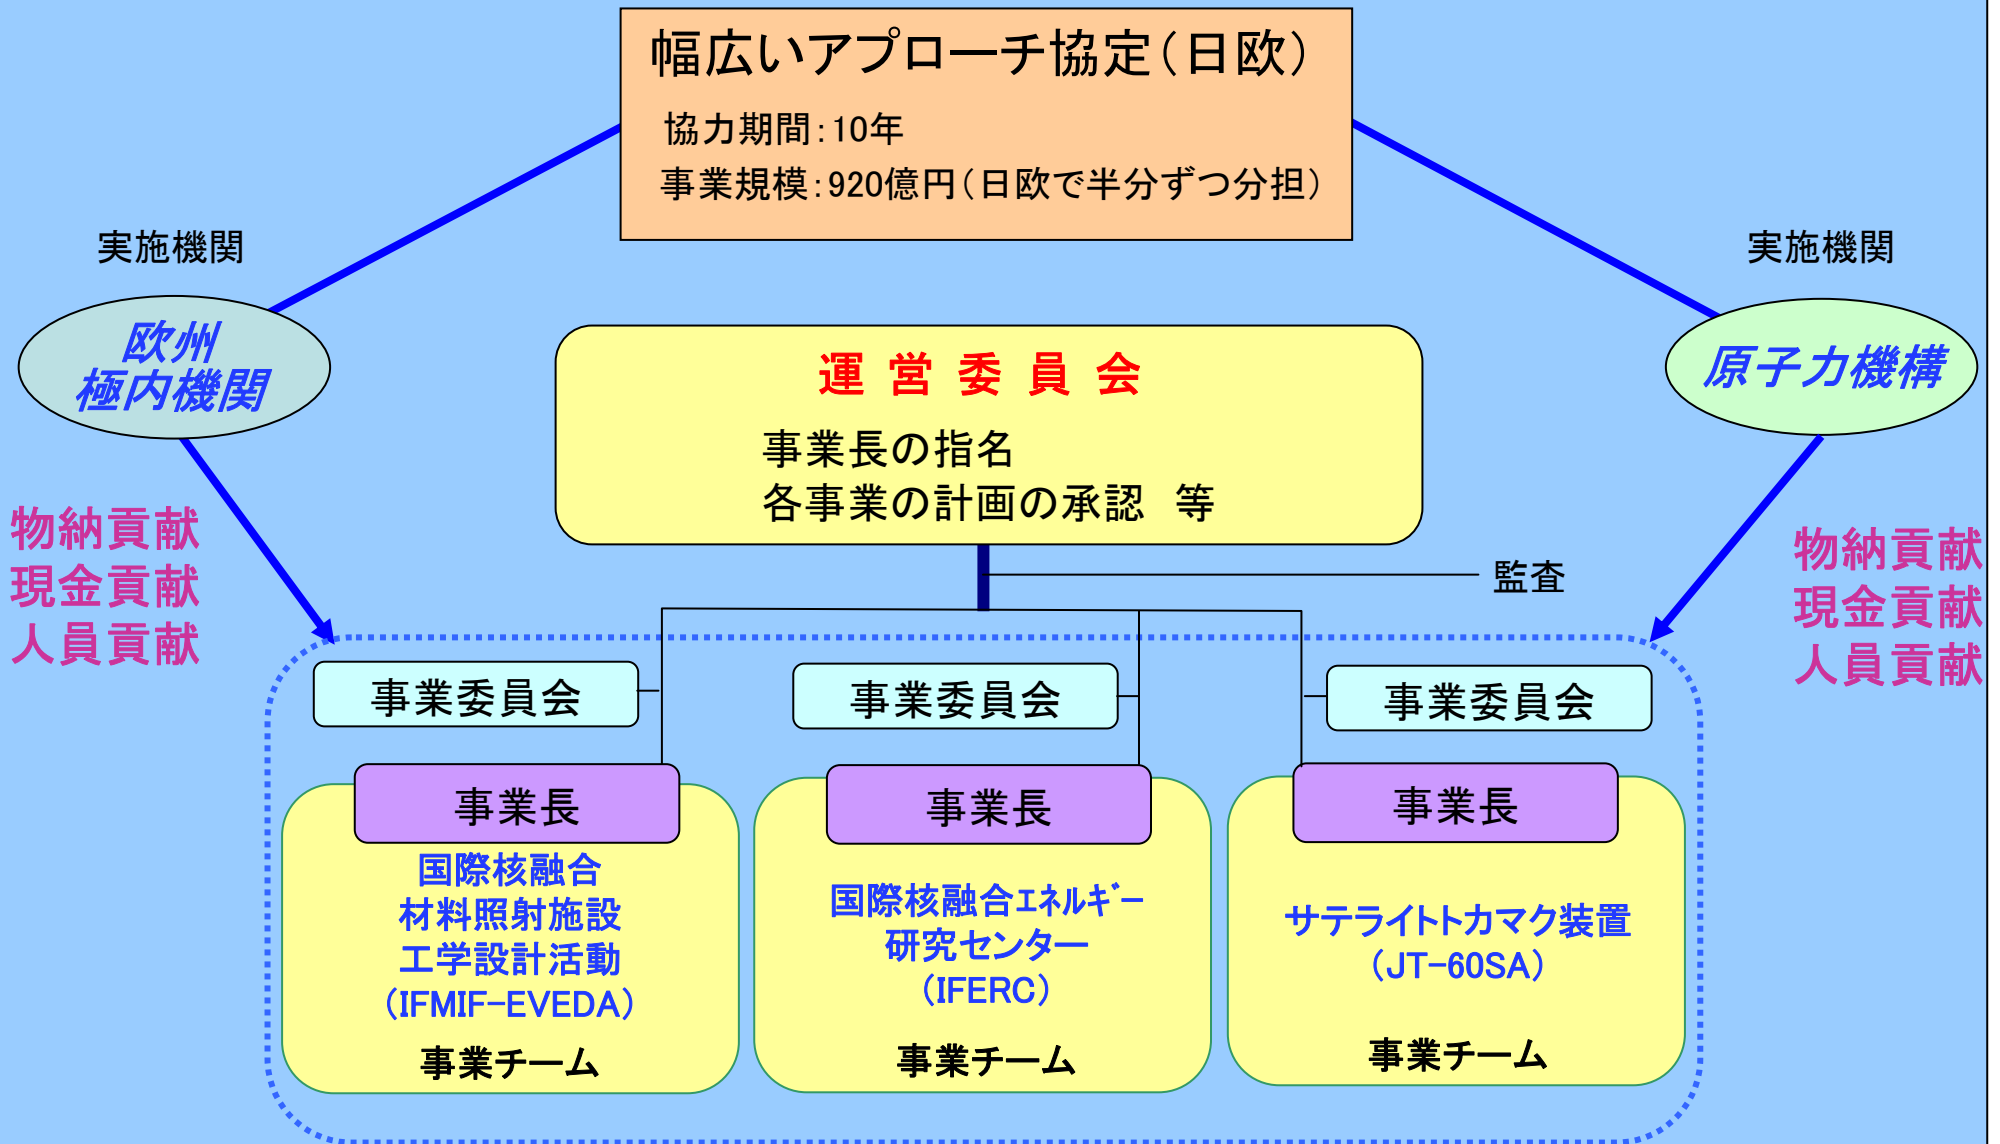 幅広いアプローチ協定（日欧）
協力期間：10年
事業規模：920億円（日欧で半分ずつ分担）
実施機関
実施機関
欧州
極内機関
原子力機構
運営委員会
事業長の指名
各事業の計画の承認　等
物納貢献
現金貢献
人員貢献
物納貢献
現金貢献
人員貢献
監査
事業委員会
事業委員会
事業委員会
事業長
国際核融合
材料照射施設
工学設計活動
（IFMIF-EVEDA）
事業チーム
事業長
国際核融合ｴﾈﾙｷﾞｰ
研究センター
（IFERC）
事業チーム
事業長
サテライトトカマク装置
（JT-60SA）
事業チーム